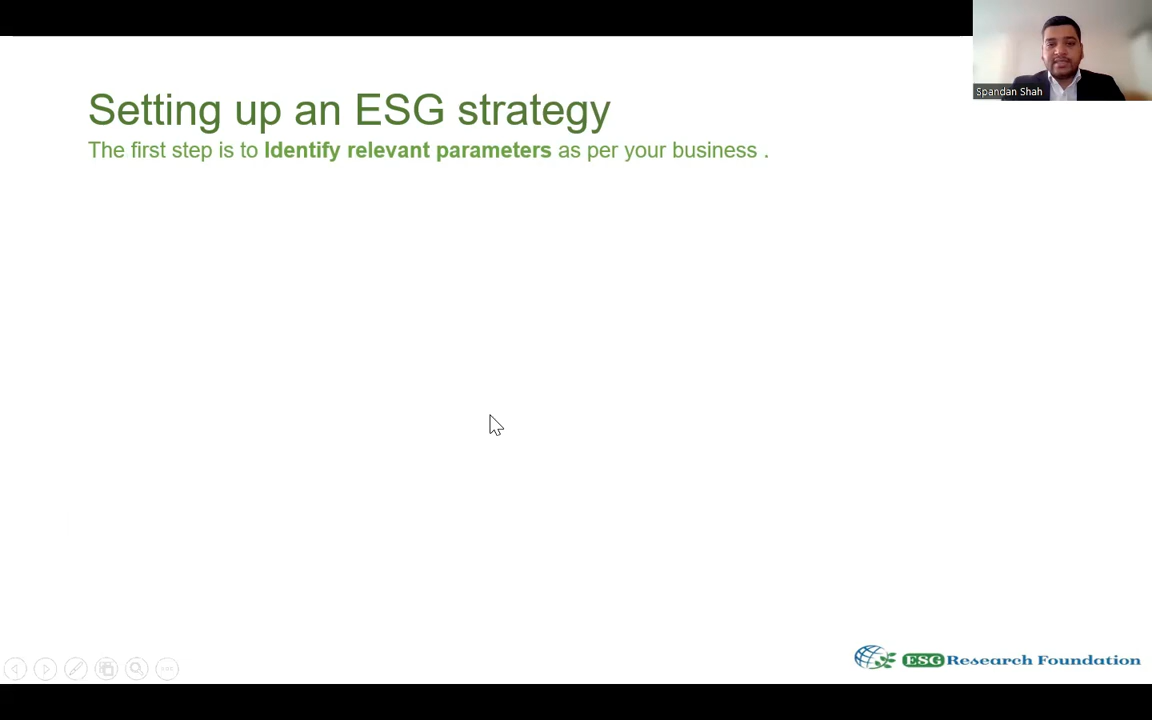 Spandan Shah
Setting up an ESG strategy
The first step is to Identify relevant parameters as per your business .
ESG Research Foundation